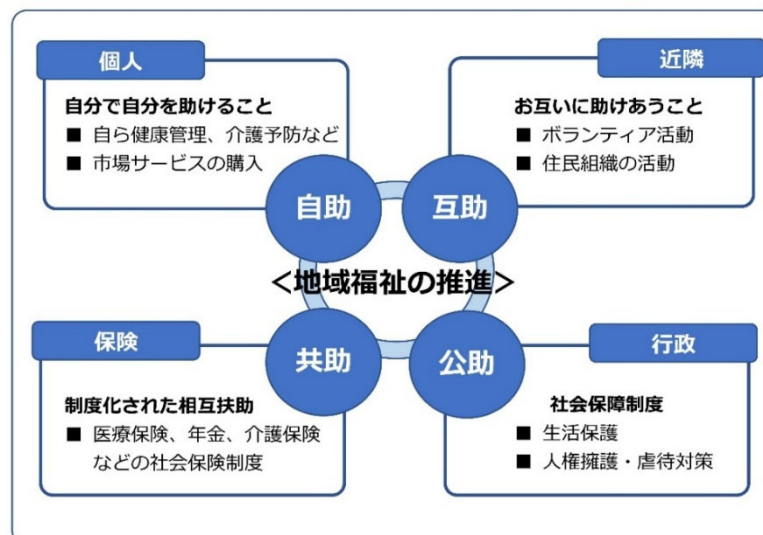 個人
自分で自分を助けること
■ 自ら健康管理、介護予防など
■ 市場サービスの購入
近隣
お互いに助けあうこと
■ ボランティア活動
■ 住民組織の活動
自助
互助
＜地域福祉の推進＞
共助
公助
保険
制度化された相互扶助
■ 医療保険、年金、介護保険
などの社会保険制度
行政
社会保障制度
■ 生活保護
■ 人権擁護・虐待対策